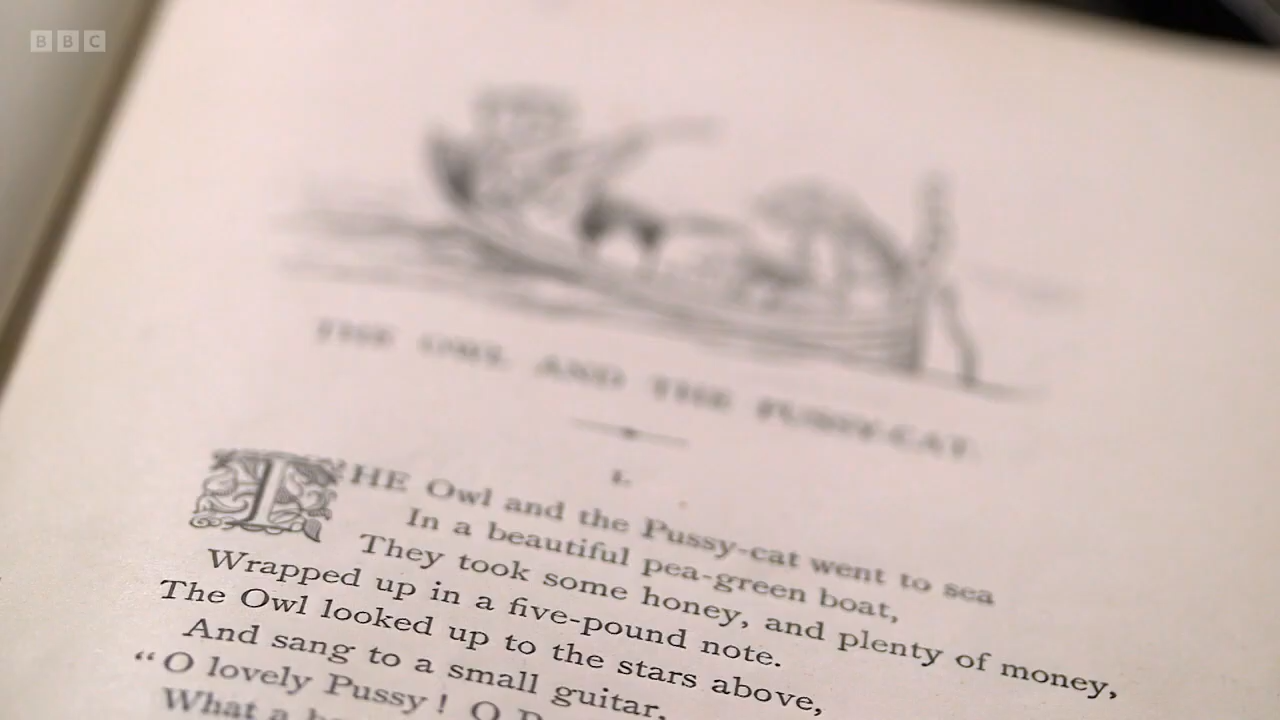 BBC
THE OWL AND THE PUSSY-CAT.
I.
THE Owl and the Pussy-cat went to sea
In a beautiful pea-green boat,
They took some honey, and plenty of money,
Wrapped up in a five-pound note.
The Owl looked up to the stars above,
And sang to a small guitar,
“O lovely Pussy! O
What a